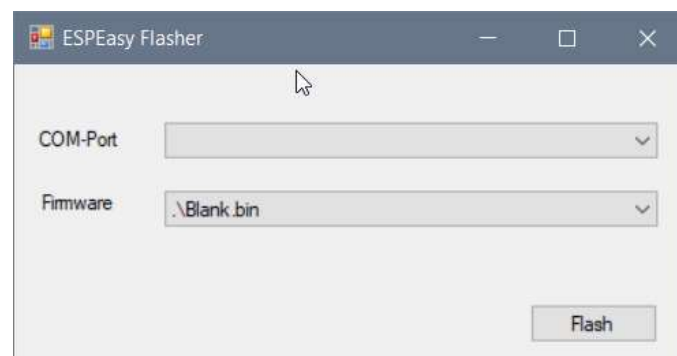 ESPEasy Flasher
COM-Port
Firmware
.\Blank.bin
Flash